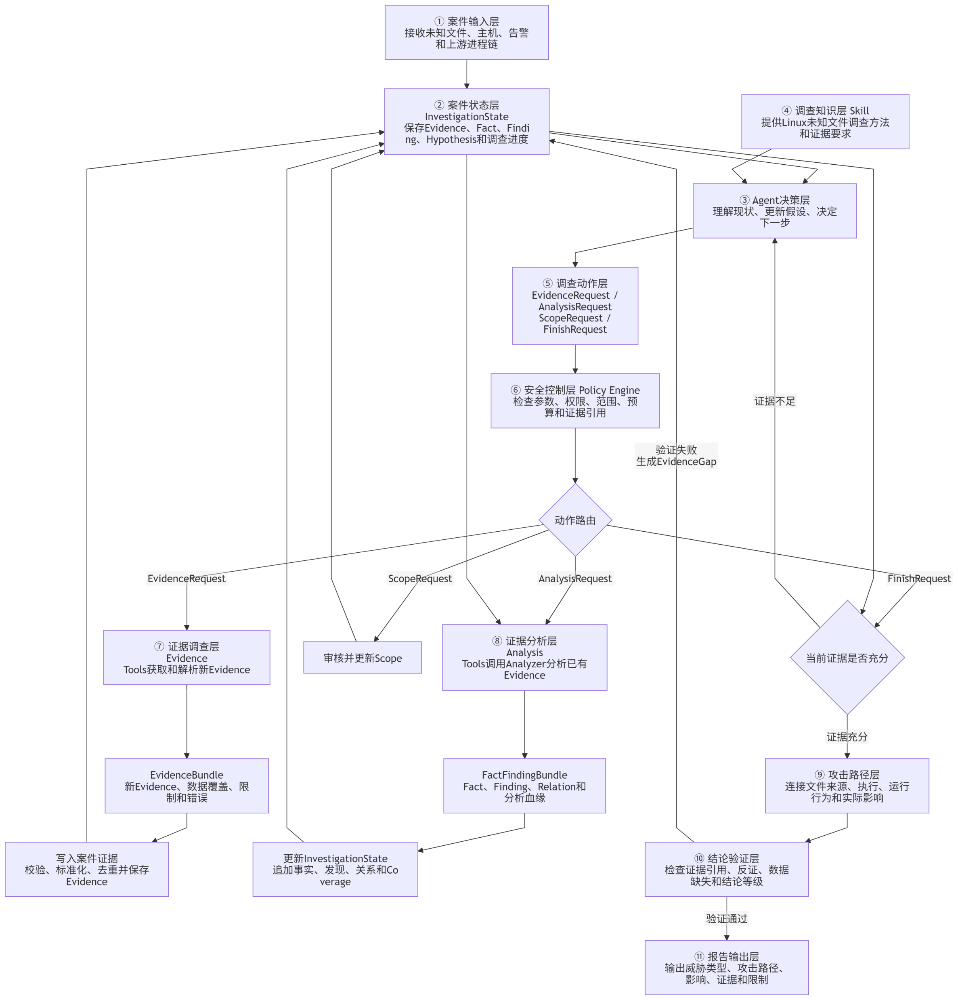 ① 案件输入层
接收未知文件、主机、告警
和上游进程链
② 案件状态层
InvestigationState
保存Evidence、Fact、Findi
ng、Hypothesis和调查进度
④ 调查知识层 Skill
提供Linux未知文件调查方法
和证据要求
③ Agent决策层
理解现状、更新假设、决定
下一步
⑤ 调查动作层
EvidenceRequest /
AnalysisRequest
ScopeRequest /
FinishRequest
⑥ 安全控制层 Policy Engine
检查参数、权限、范围、预
算和证据引用
证据不足
验证失败
生成EvidenceGap
动作路由
EvidenceRequest
ScopeRequest
AnalysisRequest
FinishRequest
⑦ 证据调查层
Evidence
Tools获取和解析新Evidence
审核并更新Scope
⑧ 证据分析层
Analysis
Tools调用Analyzer分析已有
Evidence
当前证据是否充分
证据充分
EvidenceBundle
新Evidence、数据覆盖、限
制和错误
FactFindingBundle
Fact、Finding、Relation和
分析血缘
⑨ 攻击路径层
连接文件来源、执行、运行
行为和实际影响
写入案件证据
校验、标准化、去重并保存
Evidence
更新InvestigationState
追加事实、发现、关系和Co
verage
⑩ 结论验证层
检查证据引用、反证、数据
缺失和结论等级
验证通过
⑪ 报告输出层
输出威胁类型、攻击路径、
影响、证据和限制